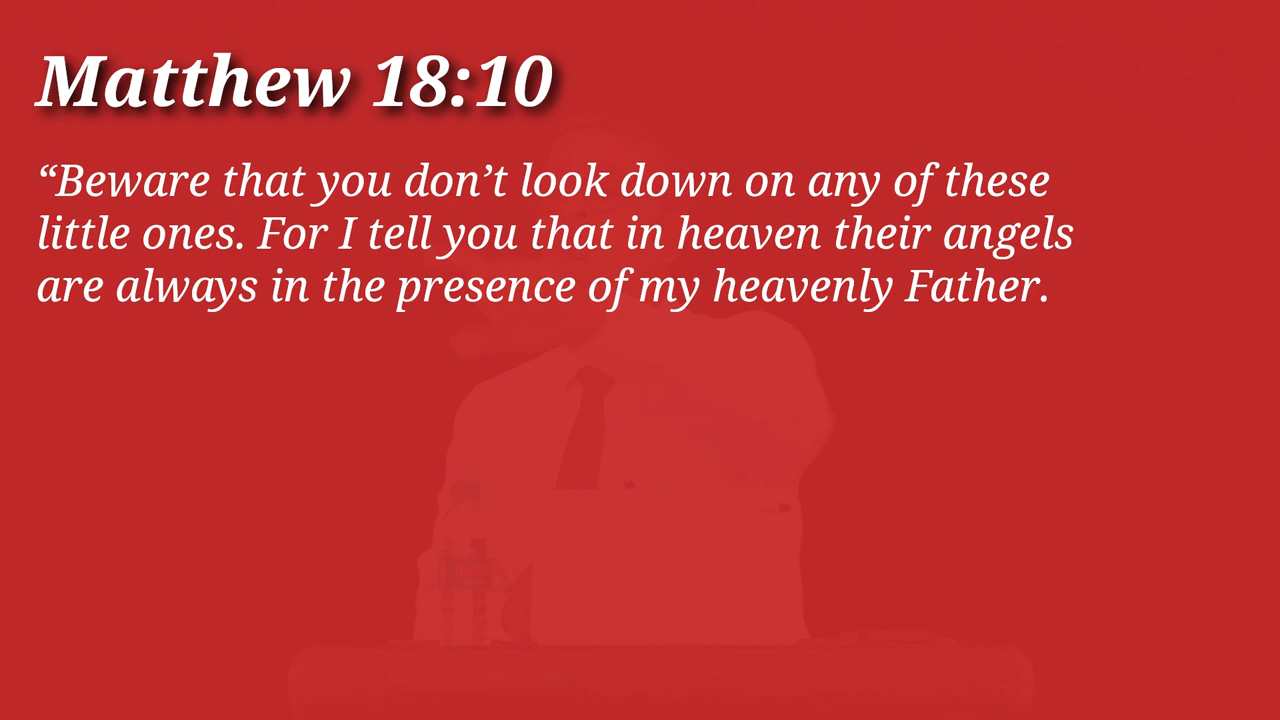 Matthew 18:10
“Beware that you don’t look down on any of these
little ones. For I tell you that in heaven their angels
are always in the presence of my heavenly Father.